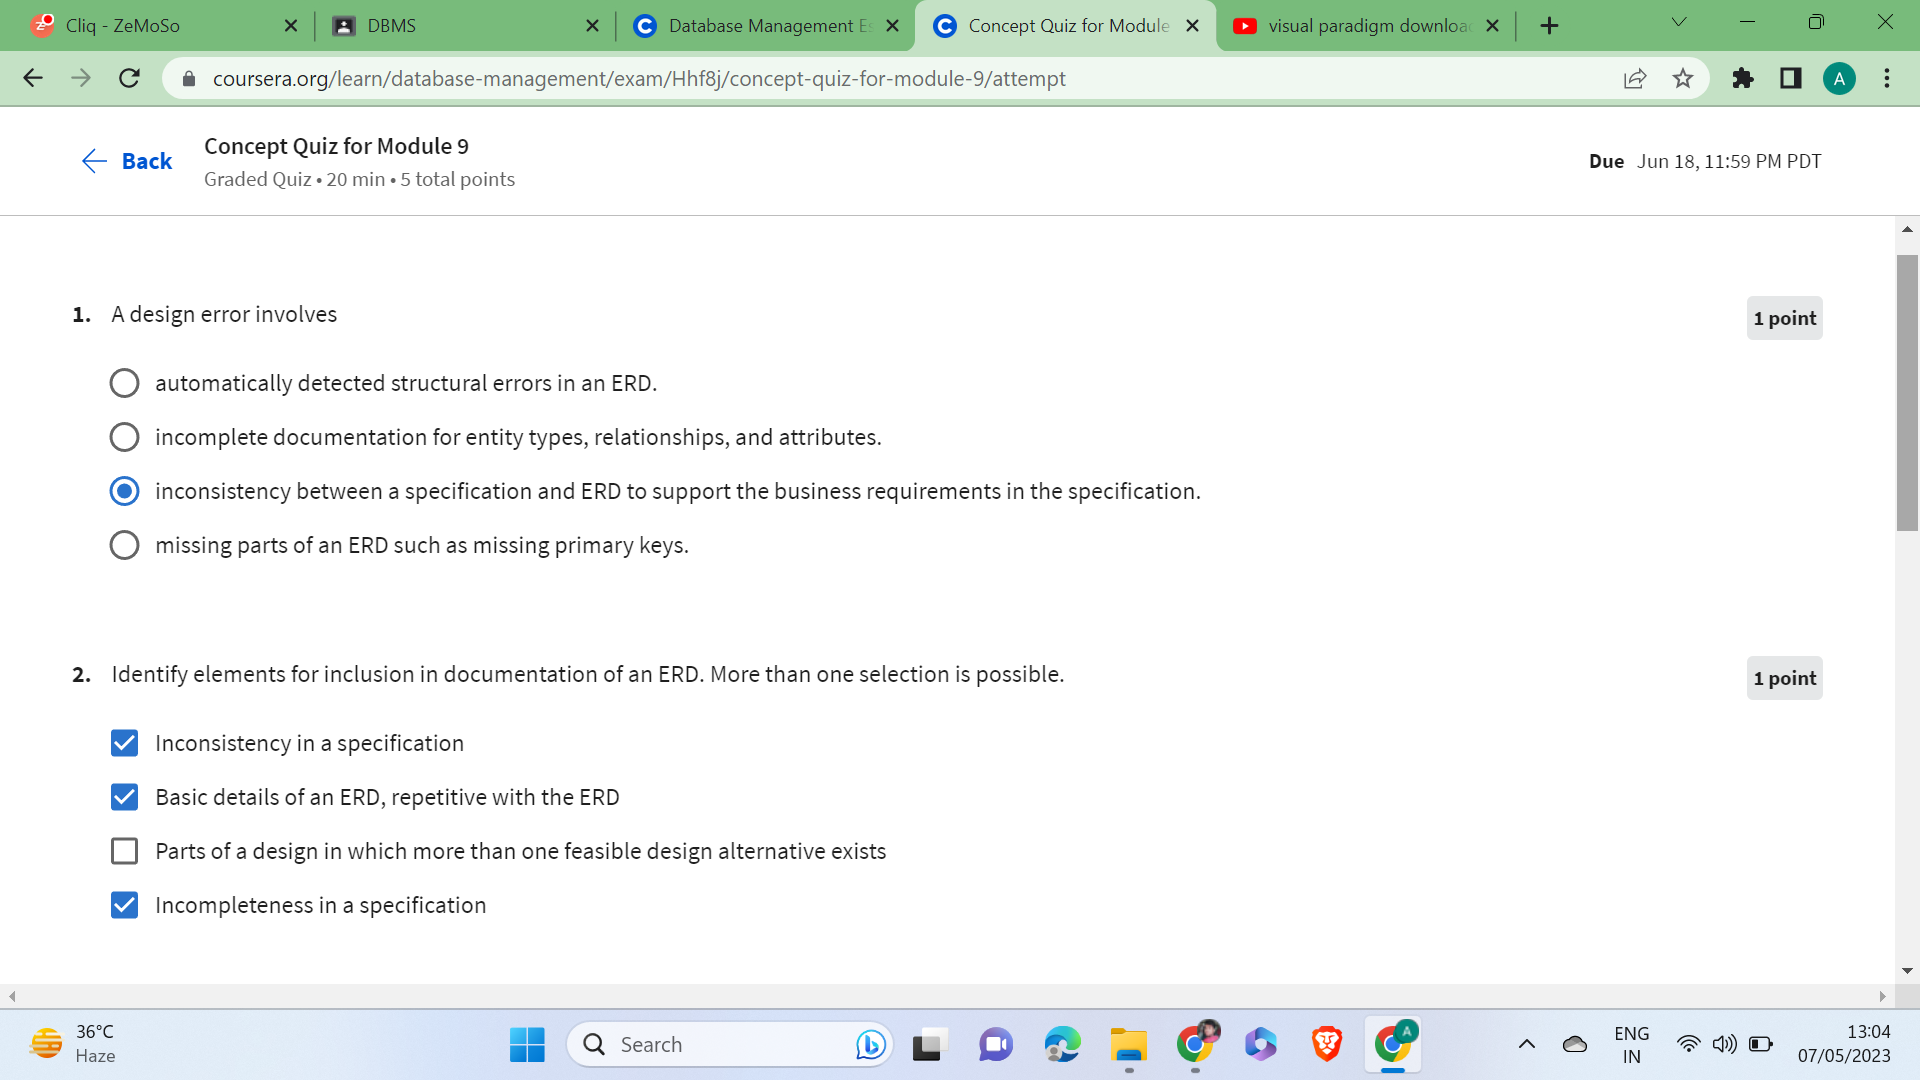 Cliq - ZeMoSo
DBMS
Database Management Es
Concept Quiz for Module
visual paradigm downloa
coursera.org/learn/database-management/exam/Hhf8j/concept-quiz-for-module-9/attempt
A
Back
Concept Quiz for Module 9
Graded Quiz • 20 min • 5 total points
Due Jun 18, 11:59 PM PDT
1. A design error involves
1 point
automatically detected structural errors in an ERD.
incomplete documentation for entity types, relationships, and attributes.
inconsistency between a specification and ERD to support the business requirements in the specification.
missing parts of an ERD such as missing primary keys.
2. Identify elements for inclusion in documentation of an ERD. More than one selection is possible.
1 point
Inconsistency in a specification
Basic details of an ERD, repetitive with the ERD
Parts of a design in which more than one feasible design alternative exists
Incompleteness in a specification
36°C
Haze
Search
A
ENG
IN
13:04
07/05/2023